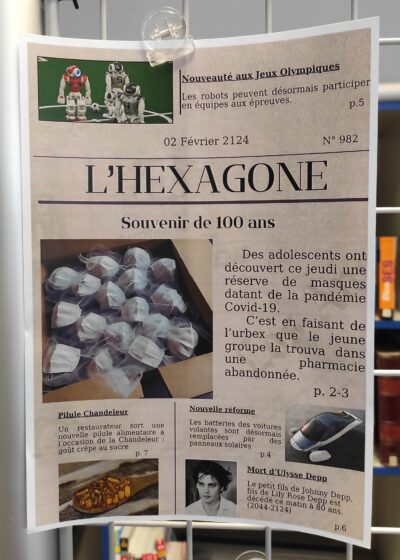 Nouveauté aux Jeux Olympiques
Les robots peuvent désormais participer
en équipes aux épreuves.
p.5
02 Février 2124
N° 982
L'HEXAGONE
Souvenir de 100 ans
Des adolescents ont
découvert ce jeudi une
réserve de masques
datant de la pandémie
Covid-19.
C'est en faisant de
l'urbex que le jeune
groupe la trouva dans
une pharmacie
abandonnée.
p. 2-3
Pilule Chandeleur
Un restaurateur sort une
nouvelle pilule alimentaire a
l'occasion de la Chandeleur :
goût crêpe au sucre
p. 7
Nouvelle réforme
Les batteries des voitures
volantes sont désormais
remplacées par des
panneaux solaires
p.4
Mort d'Ulysse Depp
Le petit fils de Johnny Depp,
fils de Lily Rose Depp est
décédé ce matin à 80 ans.
(2044-2124)
p.6
SES